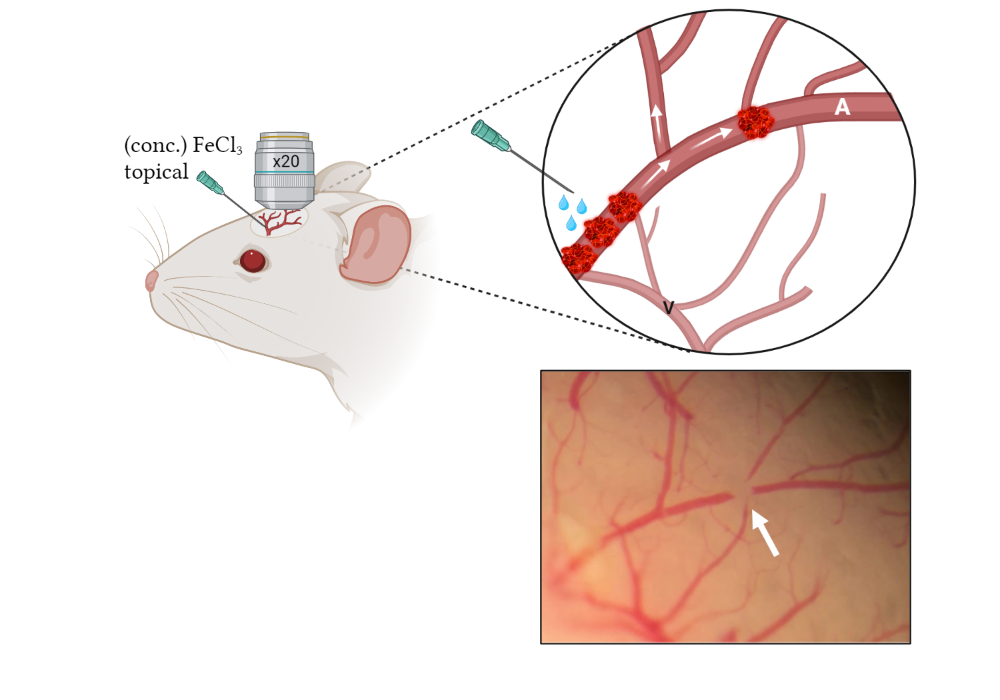 (conc.) FeCl₃
topical
x20
A
V